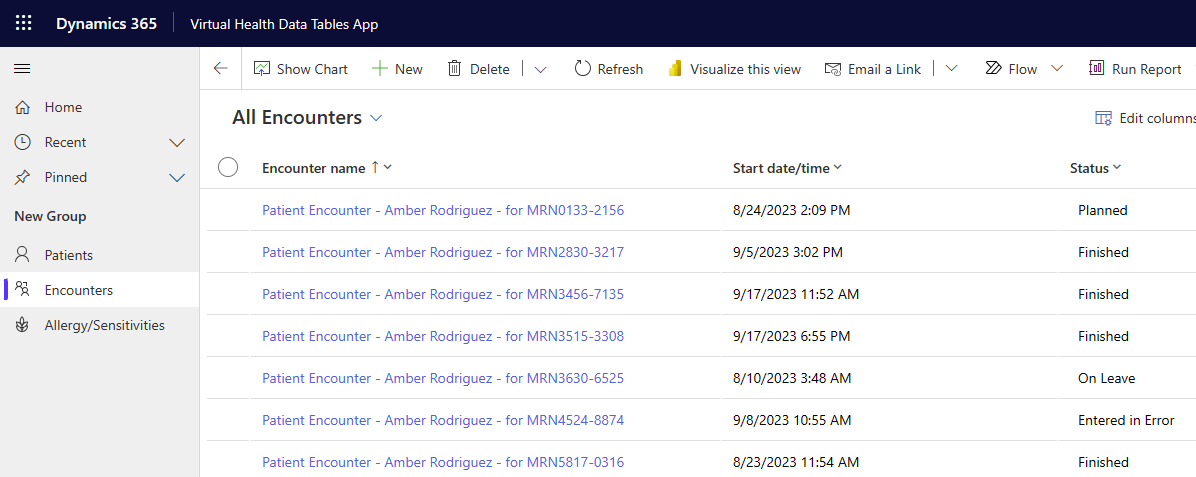 Dynamics 365 Virtual Health Data Tables App
Show Chart New Delete Refresh Visualize this view Email a Link Flow Run Report
Home
Recent
Pinned
New Group
Patients
Encounters
Allergy/Sensitivities
All Encounters Edit columns
Encounter name Start date/time Status
Patient Encounter - Amber Rodriguez - for MRN0133-2156 8/24/2023 2:09 PM Planned
Patient Encounter - Amber Rodriguez - for MRN2830-3217 9/5/2023 3:02 PM Finished
Patient Encounter - Amber Rodriguez - for MRN3456-7135 9/17/2023 11:52 AM Finished
Patient Encounter - Amber Rodriguez - for MRN3515-3308 9/17/2023 6:55 PM Finished
Patient Encounter - Amber Rodriguez - for MRN3630-6525 8/10/2023 3:48 AM On Leave
Patient Encounter - Amber Rodriguez - for MRN4524-8874 9/8/2023 10:55 AM Entered in Error
Patient Encounter - Amber Rodriguez - for MRN5817-0316 8/23/2023 11:54 AM Finished